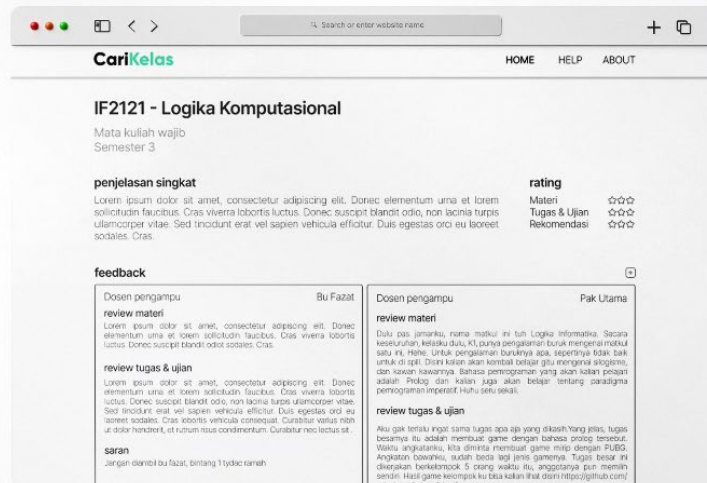 Search or enter website name
CariKelas
HOME HELP ABOUT
IF2121 - Logika Komputasional
Mata kuliah wajib
Semester 3
penjelasan singkat
Lorem ipsum dolor sit amet, consectetur adipiscing elit. Donec elementum urna et lorem
sollicitudin faucibus. Cras viverra lobortis luctus. Donec suscipit blandit odio, non lacinia turpis
ullamcorper vitae. Sed tincidunt erat vel sapien vehicula efficitur. Duis egestas orci eu laoreet
sodales. Cras.
rating
Materi
Tugas & Ujian
Rekomendasi
feedback
Dosen pengampu Bu Fazat
review materi
Lorem ipsum dolor sit amet, consectetur adipiscing elit. Donec
elementum urna et lorem sollicitudin faucibus. Cras viverra lobortis
luctus. Donec suscipit blandit odiot sodales. Cras.
review tugas & ujian
Lorem ipsum dolor sit amet, consectetur adipiscing elit. Donec
elementum urna et lorem sollicitudin faucibus. Cras viverra lobortis
luctus. Donec suscipit blandit odio, non lacinia turpis ullamcorper vitae.
Sed tincidunt erat vel sapien vehicula efficitur. Duis egestas orci eu
laoreet sodales. Cras lobortis vehicula consequat. Curabitur varius nibh
ut dolor hendrerit, et rutrum risus condimentum. Curabitur nec lectus sit .
saran
Jangan diambil bu fazat, bintang 1 tydac ramah
Dosen pengampu Pak Utama
review materi
Dulu pas jamanku, nama matkul ini tuh Logika Informatika. Secara
keseluruhan, kelasku dulu, K1, punya pengalaman buruk mengenai matkul
satu ini, Hehe. Untuk pengalaman buruknya apa, sepertinya tidak baik
untuk di spill. Disini kalian akan kembali belajar gitu mengenai silogisme,
dan kawan kawannya. Bahasa pemrograman yang akan kalian pelajari
adalah Prolog dan kalian juga akan belajar tentang paradigma
pemrograman imperatif. Huhu seru sekali.
review tugas & ujian
Aku gak terlalu ingat sama tugas apa aja yang dikasih.Yang jelas, tugas
besarnya itu adalah membuat game dengan bahasa prolog tersebut.
Waktu angkatanku, kita diminta membuat game mirip dengan PUBG.
Angkatan bawahku, sudah beda lagi jenis gamenya. Tugas besar ini
dikerjakan berkelompok 5 orang waktu itu, anggotanya pun memilih
sendiri. Hasil game kelompok ku bisa kalian lihat disini https://github.com/